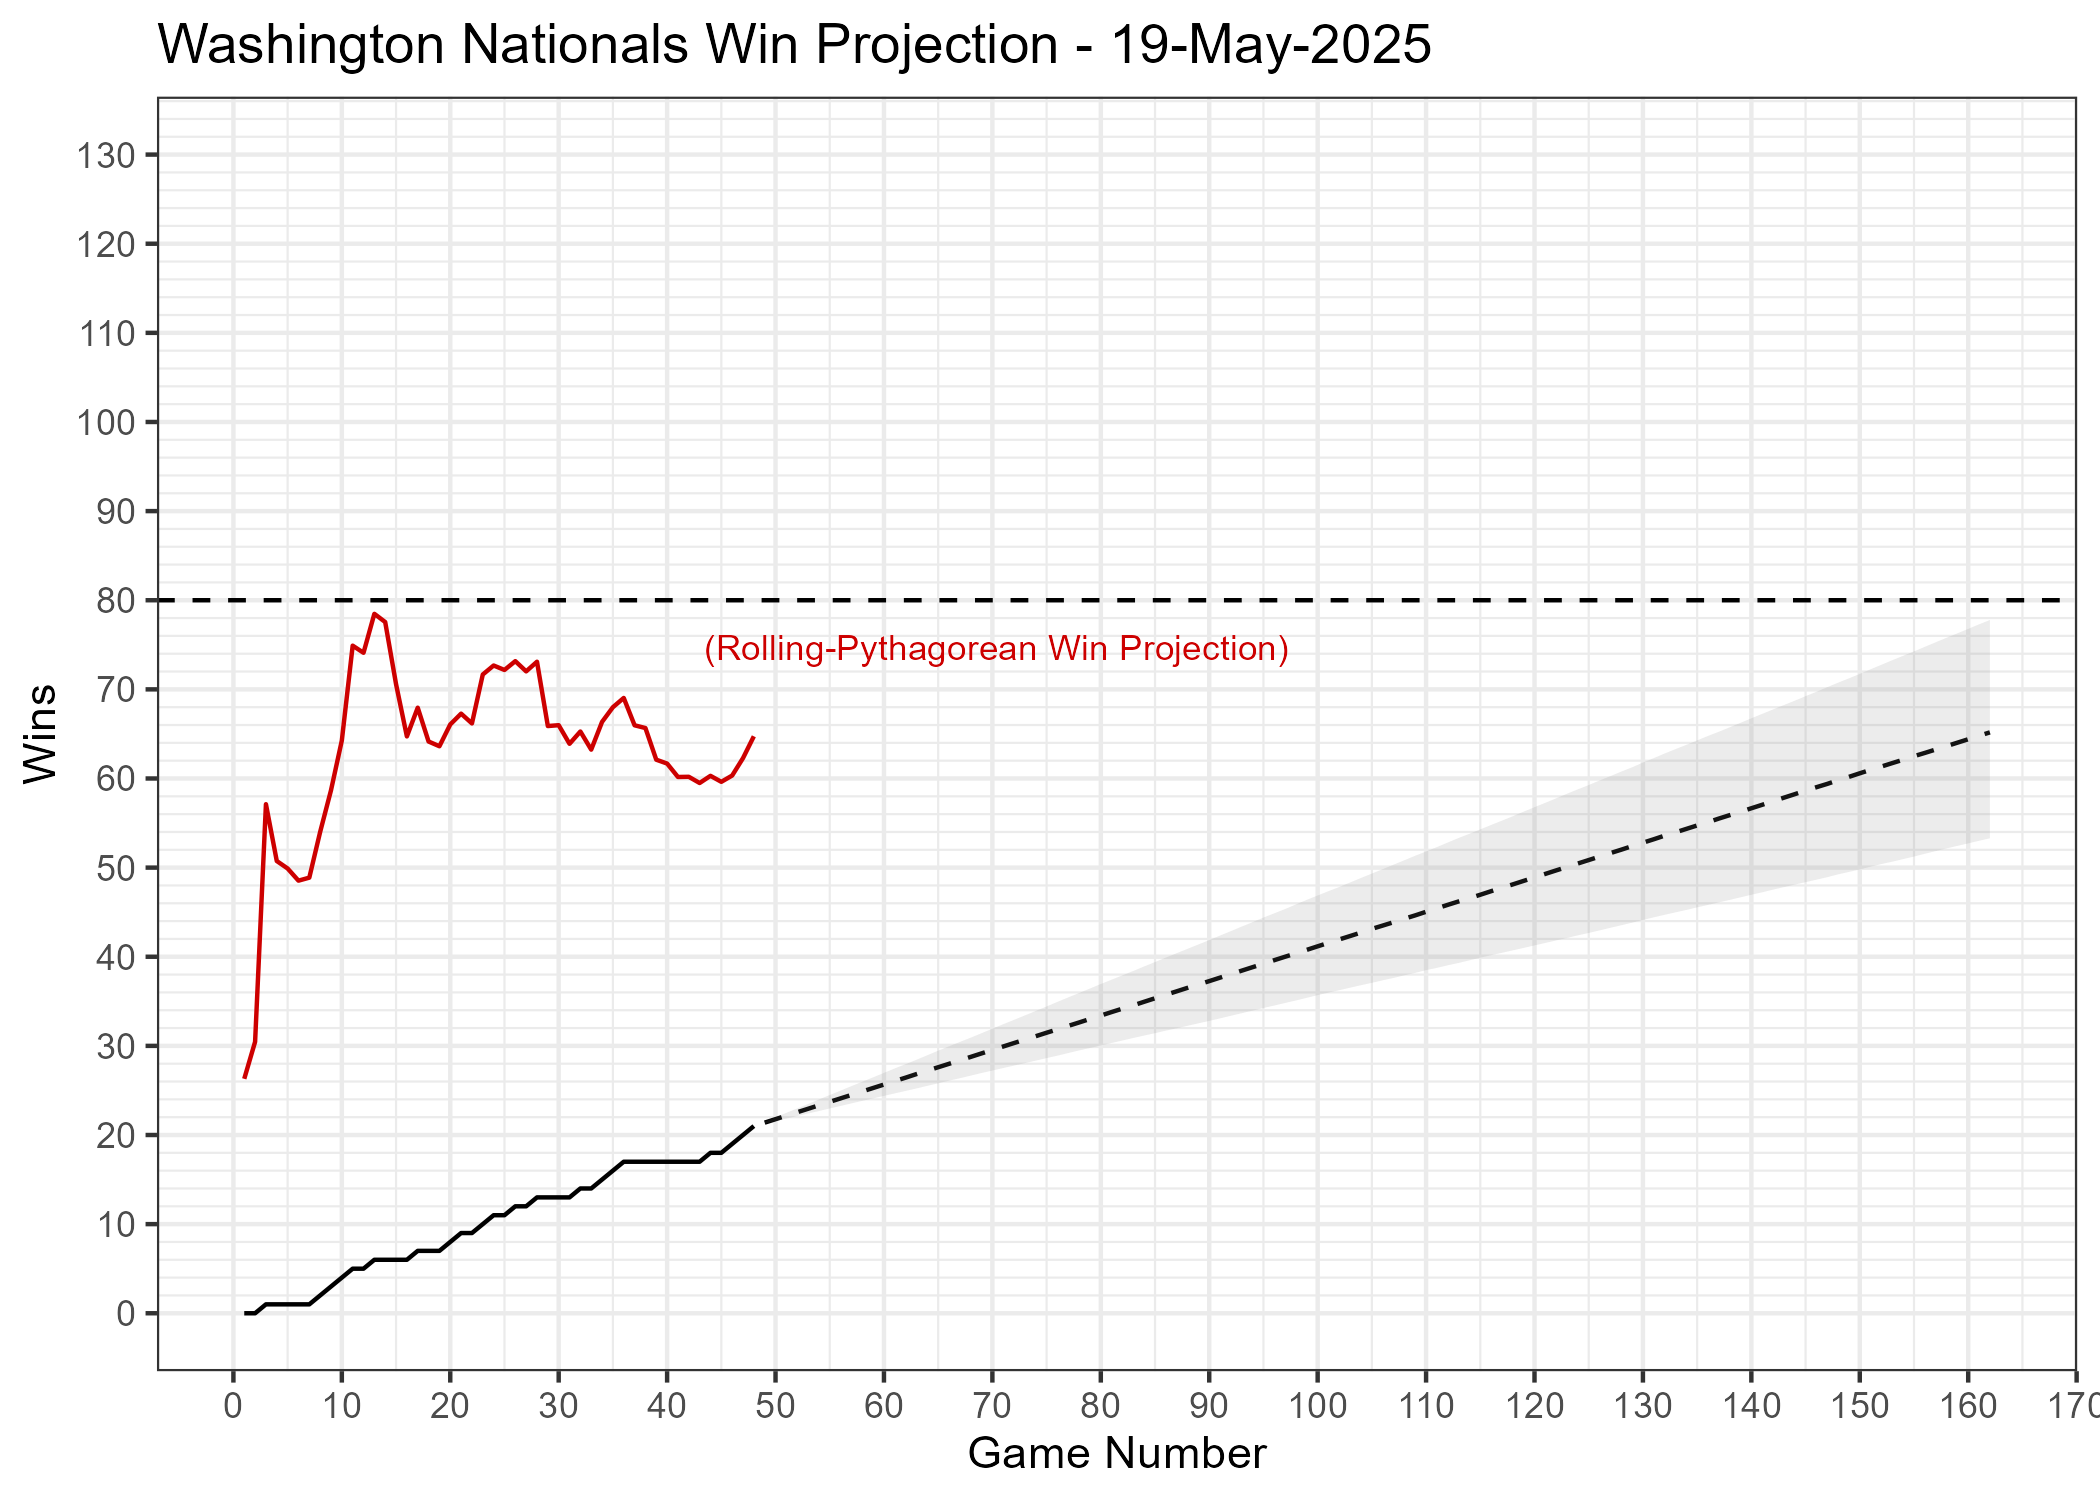 Washington Nationals Win Projection - 19-May-2025
130
120
110
100
90
80
(Rolling-Pythagorean Win Projection)
70
Wins
60
50
40
30
20
10
0
0 10 20 30 40 50 60 70 80 90 100 110 120 130 140 150 160 170
Game Number